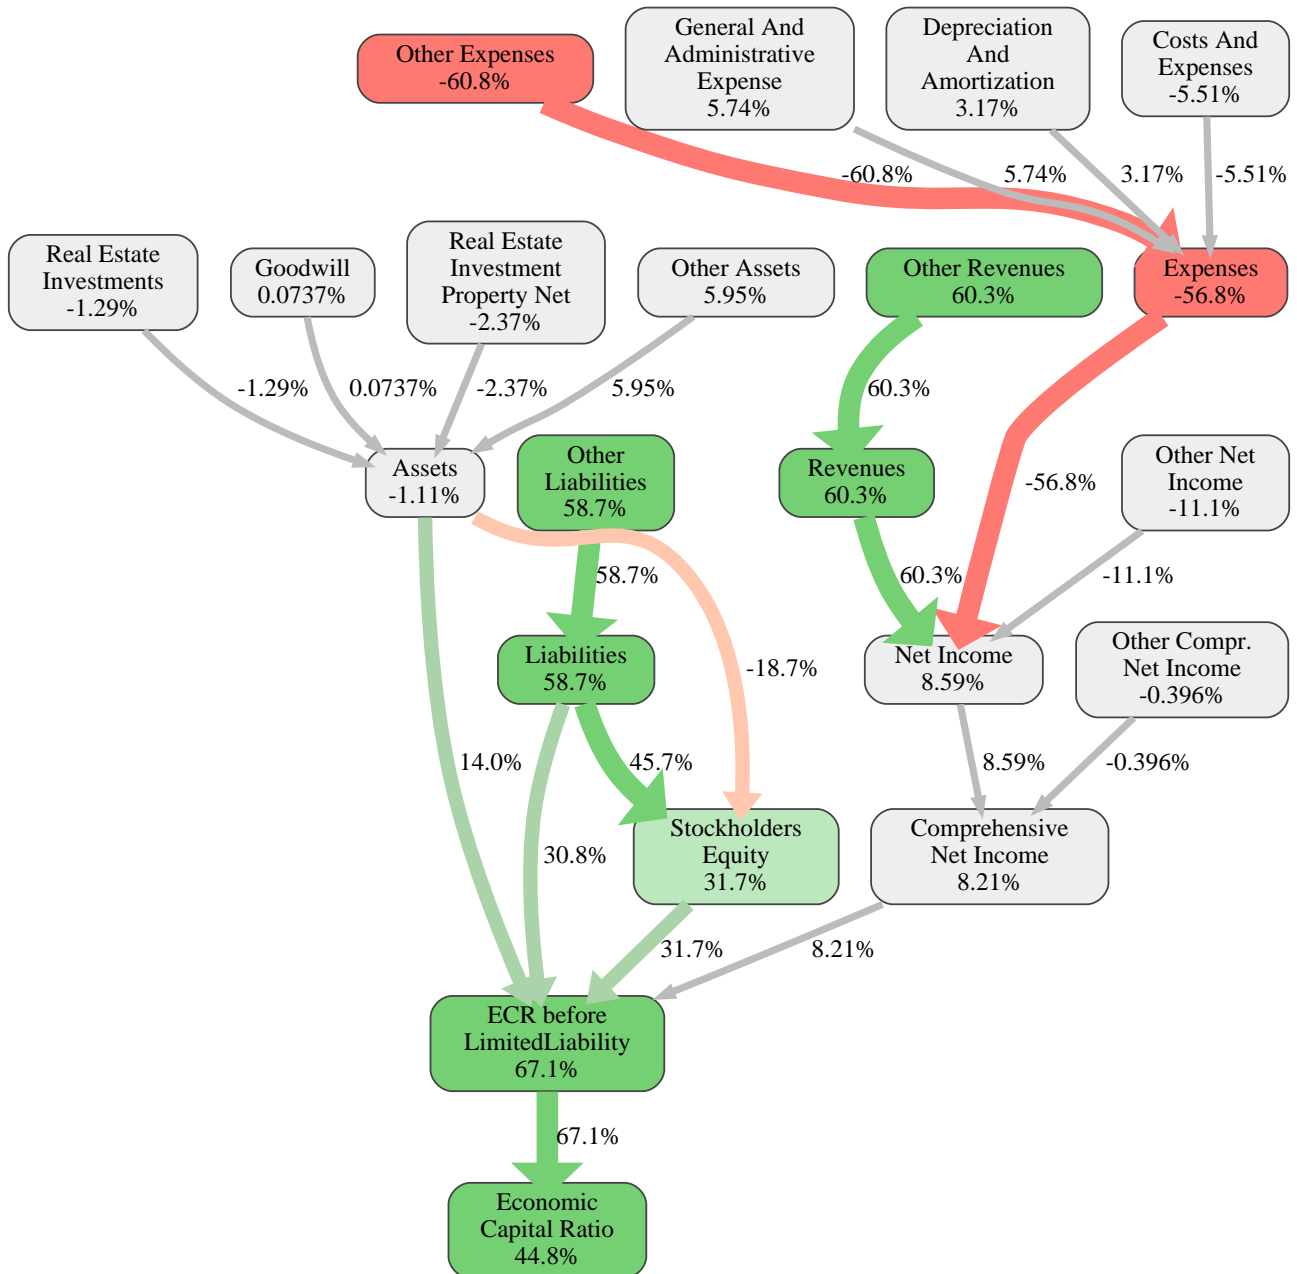 Other Expenses
-60.8%
General And
Administrative
Expense
5.74%
Depreciation
And
Amortization
3.17%
Costs And
Expenses
-5.51%
-60.8%
5.74%
3.17%
-5.51%
Real Estate
Investments
-1.29%
Goodwill
0.0737%
Real Estate
Investment
Property Net
-2.37%
Other Assets
5.95%
Other Revenues
60.3%
Expenses
-56.8%
-1.29%
0.0737%
-2.37%
5.95%
60.3%
Assets
-1.11%
Other
Liabilities
58.7%
Revenues
60.3%
-56.8%
Other Net
Income
-11.1%
58.7%
60.3%
-11.1%
Liabilities
58.7%
-18.7%
Net Income
8.59%
Other Compr.
Net Income
-0.396%
14.0%
45.7%
8.59%
-0.396%
30.8%
Stockholders
Equity
31.7%
Comprehensive
Net Income
8.21%
31.7%
8.21%
ECR before
LimitedLiability
67.1%
67.1%
Economic
Capital Ratio
44.8%